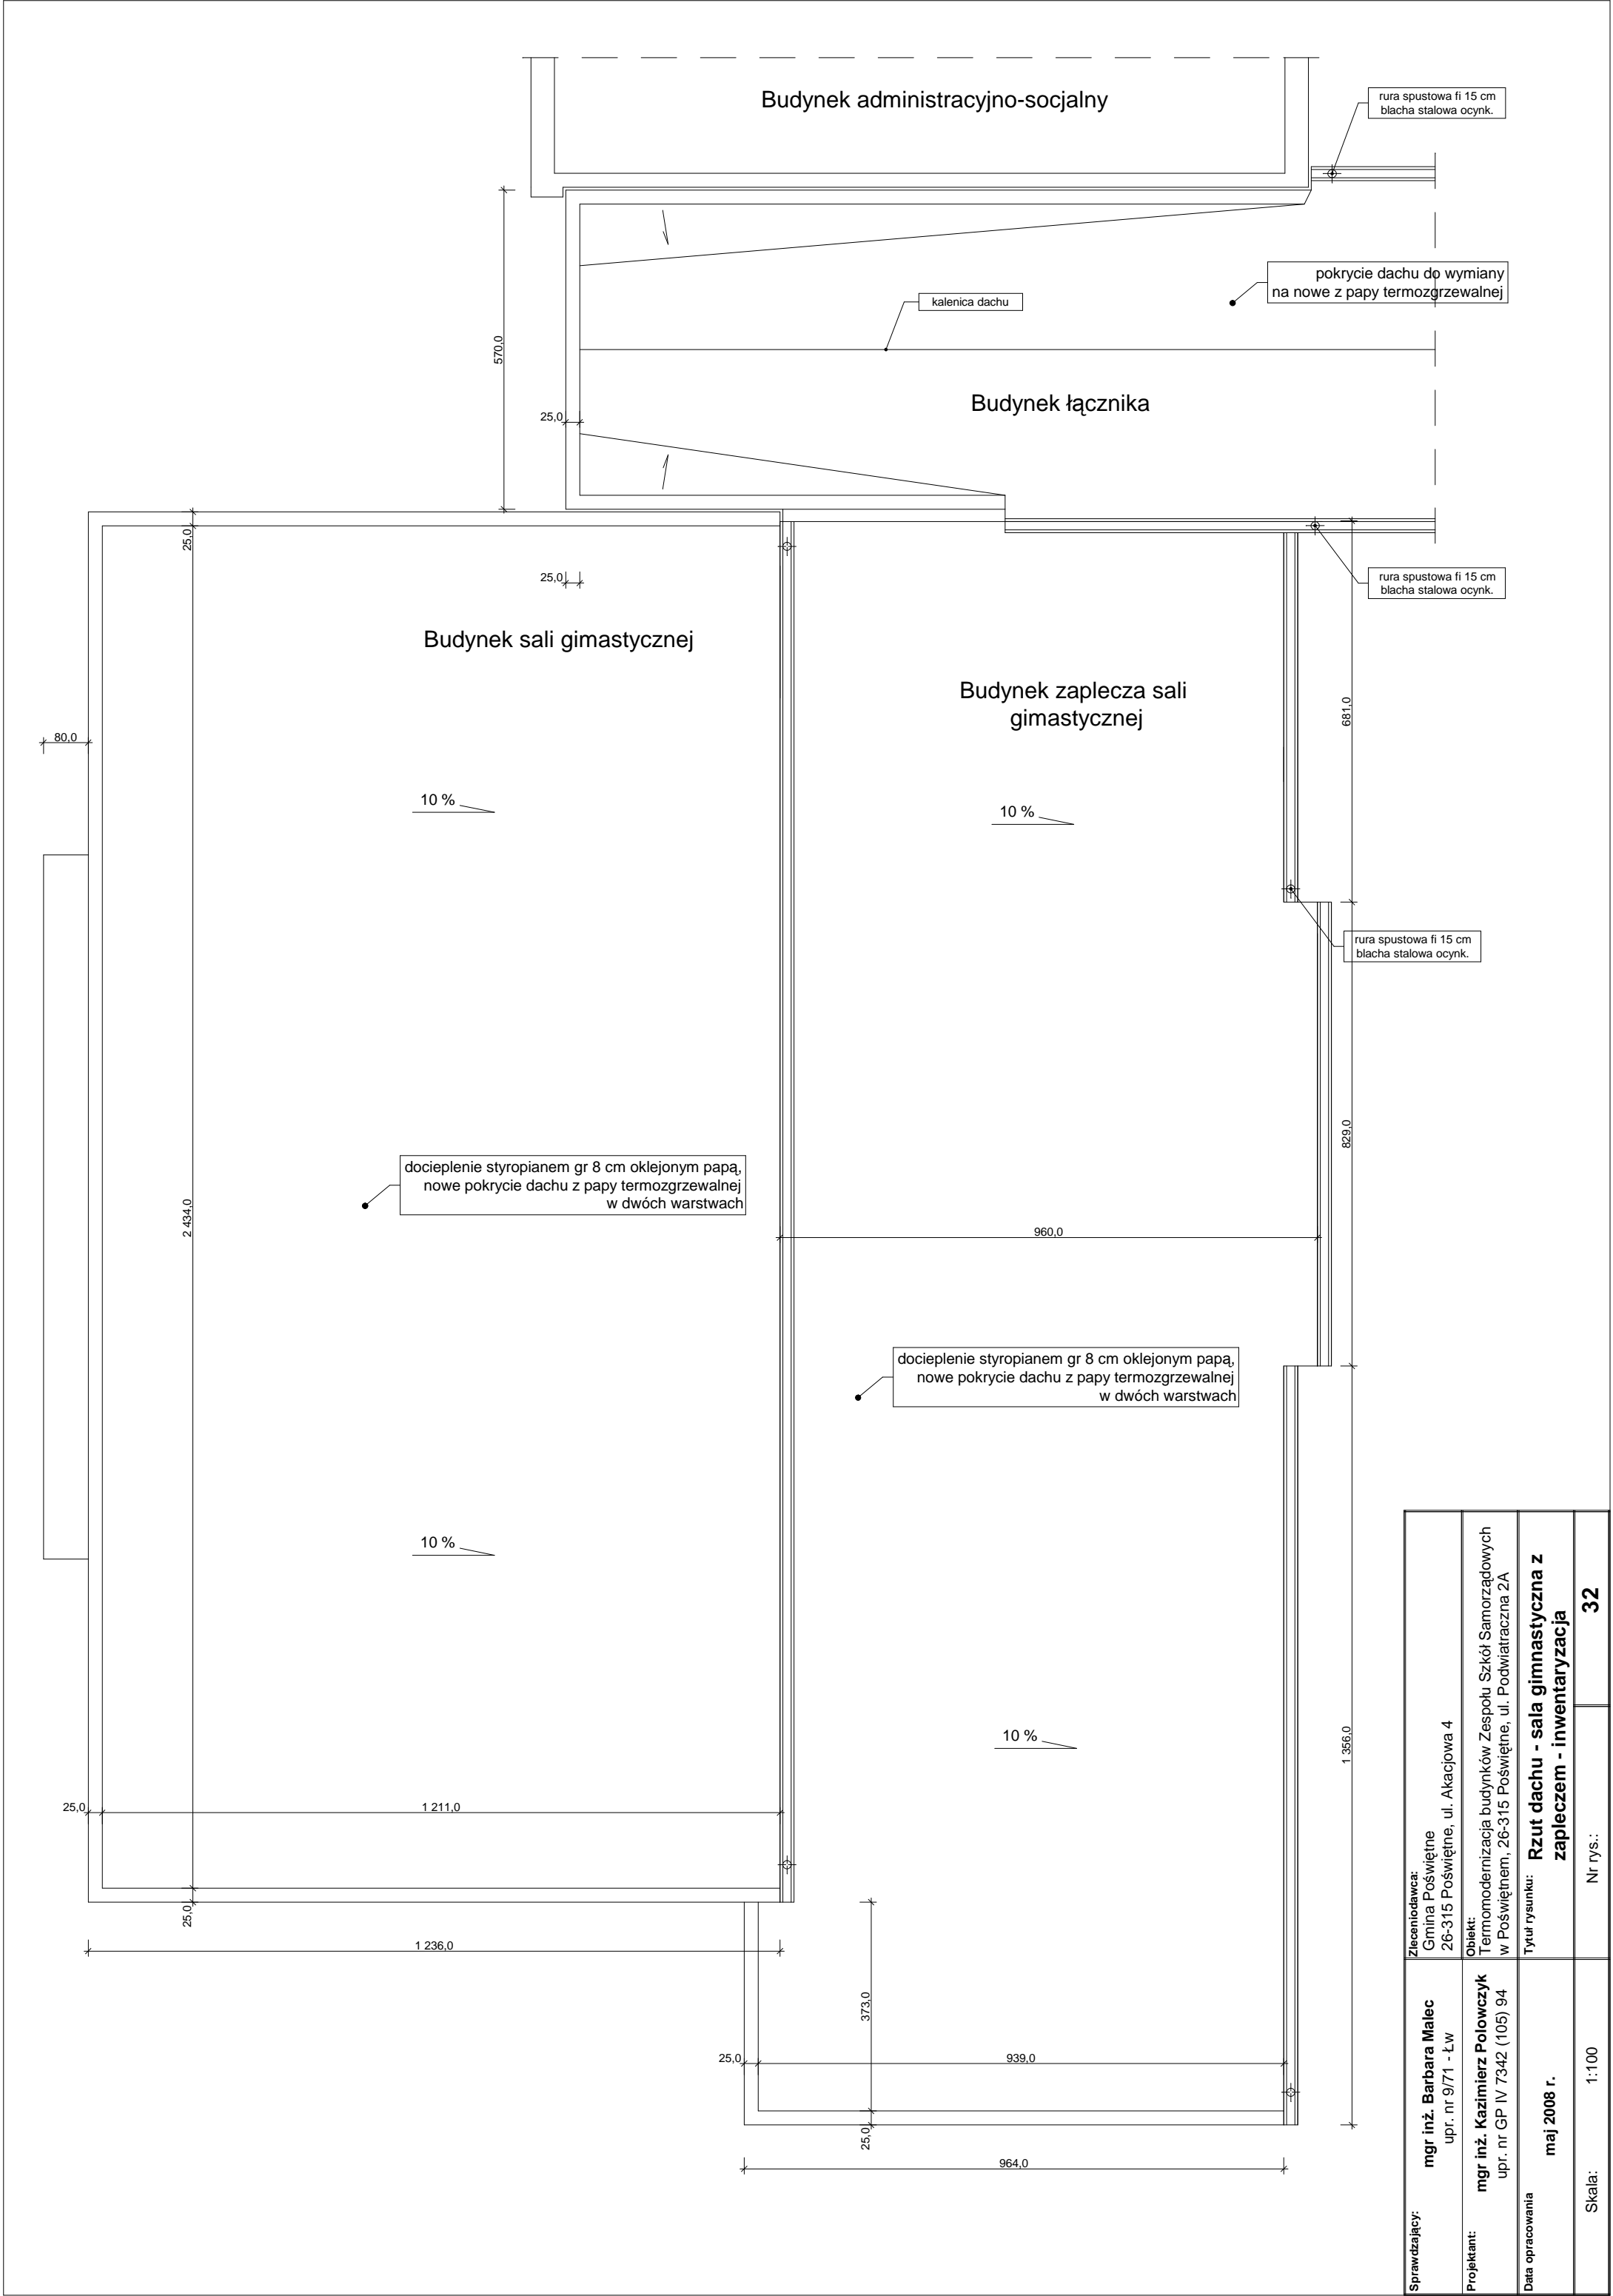 Budynek administracyjno-socjalny
rura spustowa fi 15 cm
blacha stalowa ocynk.
pokrycie dachu do wymiany
na nowe z papy termozgrzewalnej
kalenica dachu
570,0
Budynek łącznika
25,0
25,0
25,0
rura spustowa fi 15 cm
blacha stalowa ocynk.
Budynek sali gimastycznej
Budynek zaplecza sali
gimastycznej
681,0
80,0
10 %
10 %
rura spustowa fi 15 cm
blacha stalowa ocynk.
829,0
docieplenie styropianem gr 8 cm oklejonym papą,
nowe pokrycie dachu z papy termozgrzewalnej
w dwóch warstwach
2 434,0
960,0
docieplenie styropianem gr 8 cm oklejonym papą,
nowe pokrycie dachu z papy termozgrzewalnej
w dwóch warstwach
10 %
10 %
1 356,0
25,0
1 211,0
25,0
1 236,0
373,0
25,0
939,0
25,0
964,0
Sprawdzający:
mgr inż. Barbara Malec
upr. nr 9/71 - Łw
Zleceniodawca:
Gmina Poświętne
26-315 Poświętne, ul. Akacjowa 4
Projektant:
mgr inż. Kazimierz Polowczyk
upr. nr GP IV 7342 (105) 94
Obiekt:
Termomodernizacja budynków Zespołu Szkół Samorządowych
w Poświętnem, 26-315 Poświętne, ul. Podwiatraczna 2A
Data opracowania
maj 2008 r.
Tytuł rysunku:
Rzut dachu - sala gimnastyczna z
zapleczem - inwentaryzacja
Skala:
1:100
Nr rys.:
32